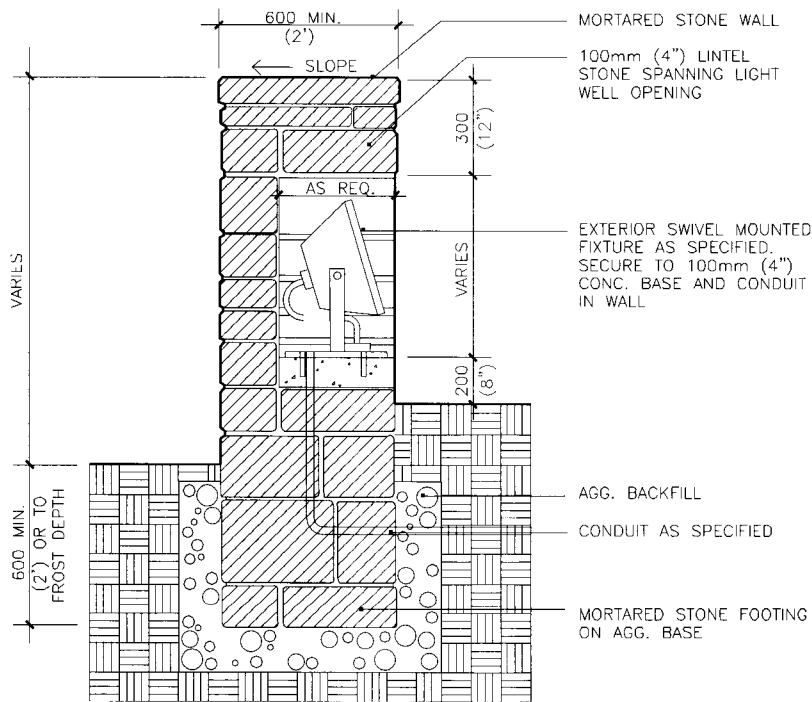 600 MIN.
(2')
SLOPE
MORTARED STONE WALL
100mm (4") LINTEL
STONE SPANNING LIGHT
WELL OPENING
300
(12")
AS REQ.
EXTERIOR SWIVEL MOUNTED
FIXTURE AS SPECIFIED.
SECURE TO 100mm (4")
CONC. BASE AND CONDUIT
IN WALL
VARIES
VARIES
200
(8")
AGG. BACKFILL
CONDUIT AS SPECIFIED
600 MIN.
(2') OR TO
FROST DEPTH
MORTARED STONE FOOTING
ON AGG. BASE